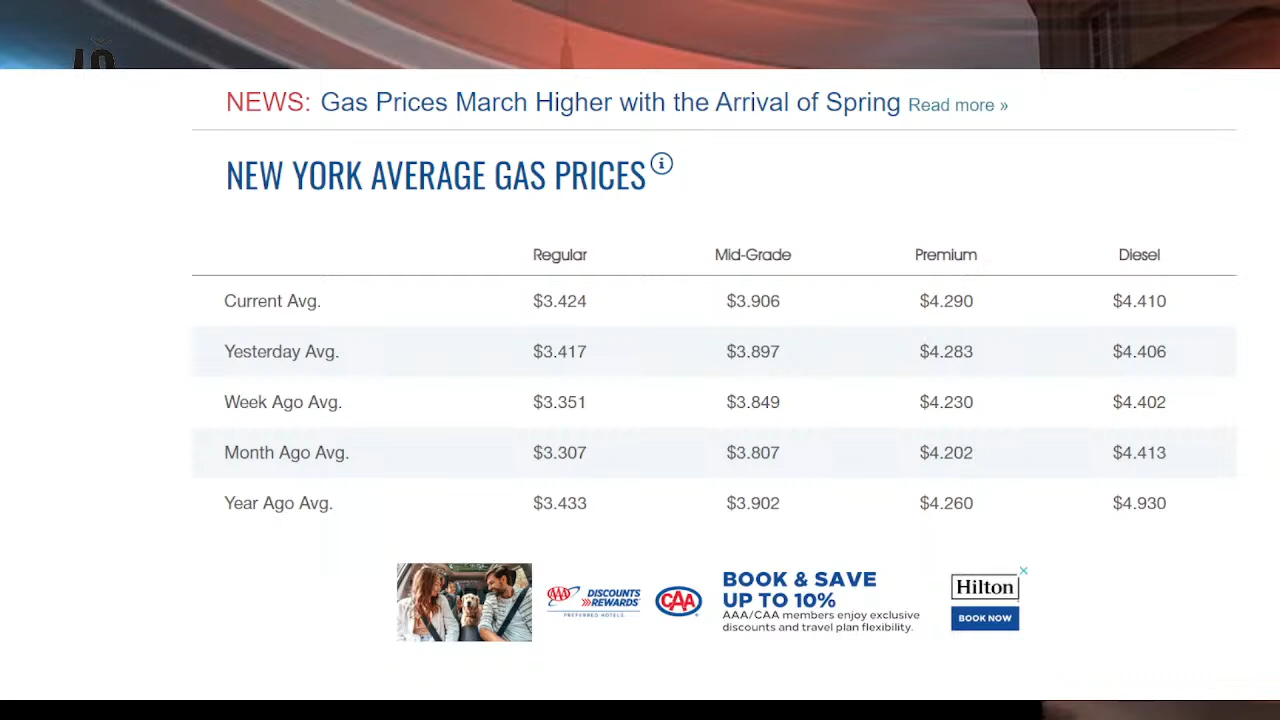 NEWS: Gas Prices March Higher with the Arrival of Spring Read more »
NEW YORK AVERAGE GAS PRICES i
Regular Mid-Grade Premium Diesel
Current Avg. $3.424 $3.906 $4.290 $4.410
Yesterday Avg. $3.417 $3.897 $4.283 $4.406
Week Ago Avg. $3.351 $3.849 $4.230 $4.402
Month Ago Avg. $3.307 $3.807 $4.202 $4.413
Year Ago Avg. $3.433 $3.902 $4.260 $4.930
AAA DISCOUNTS
REWARDS
PREFERRED HOTELS
CAA
BOOK & SAVE
UP TO 10%
AAA/CAA members enjoy exclusive
discounts and travel plan flexibility.
Hilton
BOOK NOW